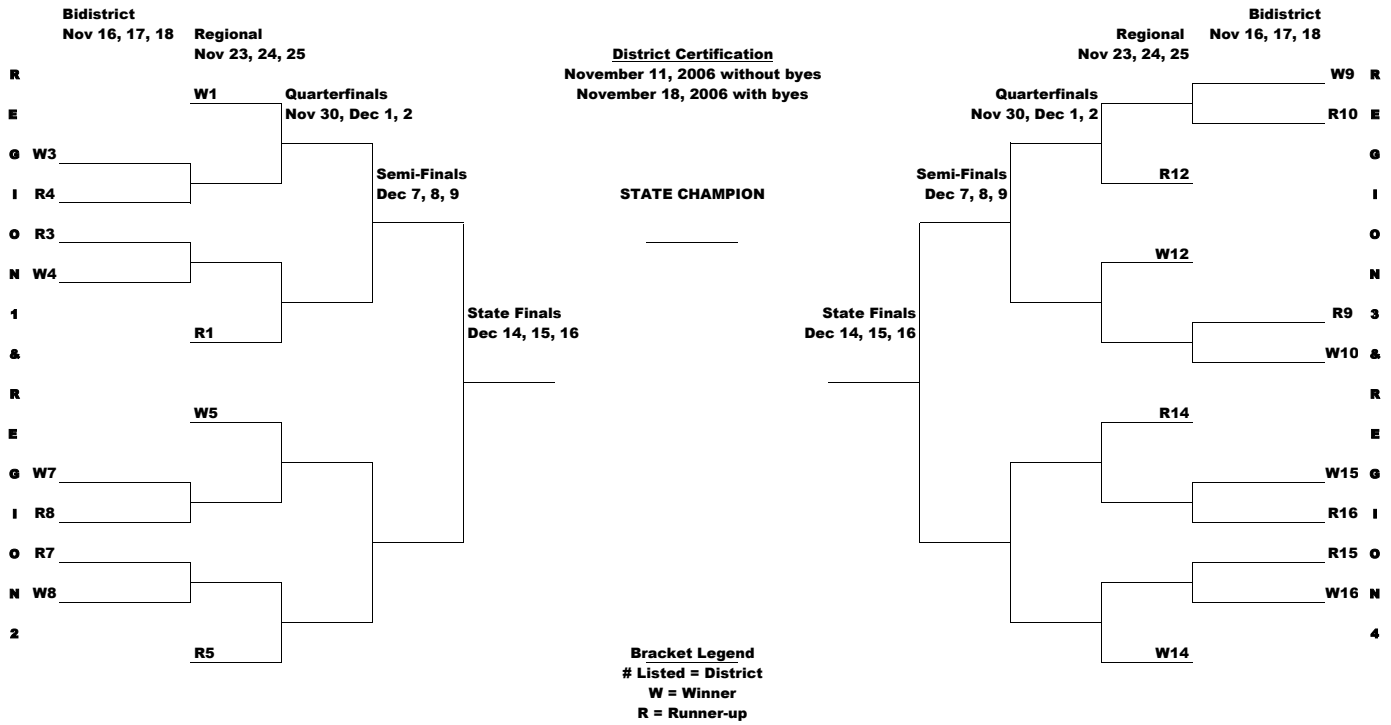 Bidistrict
Nov 16, 17, 18
Regional
Nov 23, 24, 25
District Certification
November 11, 2006 without byes
November 18, 2006 with byes
Regional
Nov 23, 24, 25
Bidistrict
Nov 16, 17, 18
REGION 1 & REGION 2
W1
Quarterfinals
Nov 30, Dec 1, 2
W3
R4
Semi-Finals
Dec 7, 8, 9
R3
W4
R1
State Finals
Dec 14, 15, 16
W5
W7
R8
R7
W8
R5
STATE CHAMPION
Quarterfinals
Nov 30, Dec 1, 2
W9
R10
R12
Semi-Finals
Dec 7, 8, 9
W12
R9
W10
State Finals
Dec 14, 15, 16
R14
W15
R16
R15
W16
W14
REGION 3 & REGION 4
Bracket Legend
# Listed = District
W = Winner
R = Runner-up